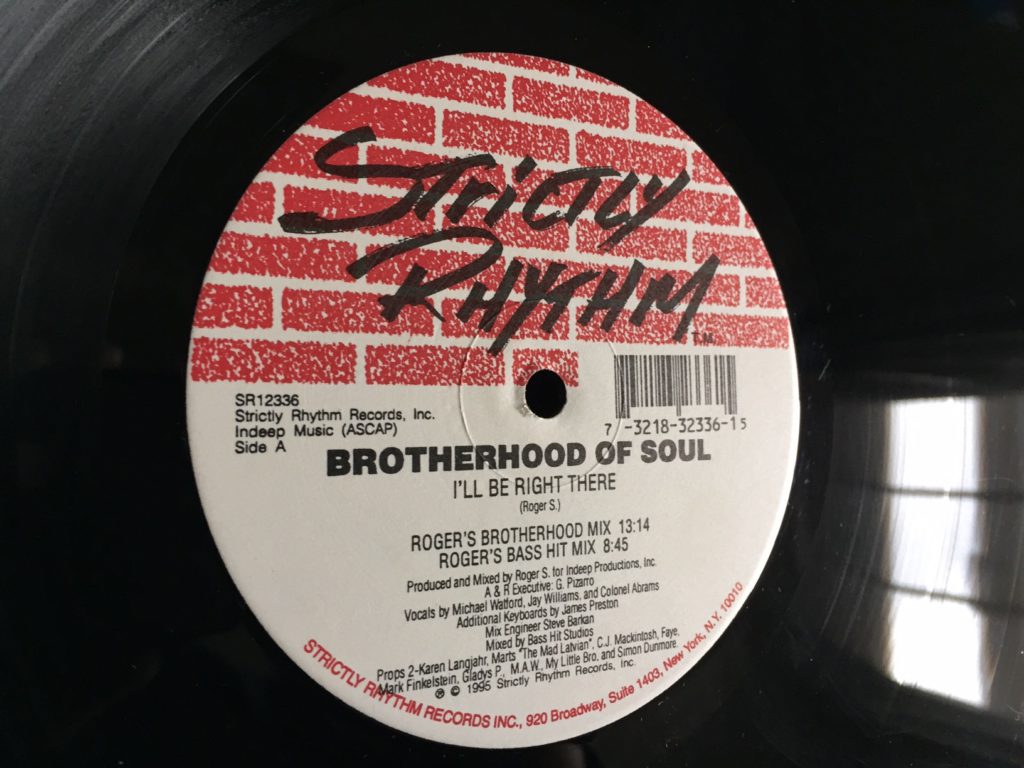 STRICTLY
RHYTHM
T.M.
SR12336
Strictly Rhythm Records, Inc.
Indeep Music (ASCAP)
Side A
7 -3218-32336-15
BROTHERHOOD OF SOUL
I'LL BE RIGHT THERE
(Roger S.)
ROGER'S BROTHERHOOD MIX 13:14
ROGER'S BASS HIT MIX 8:45
Produced and Mixed by Roger S. for Indeep Productions, Inc.
A & R Executive: G. Pizarro
Vocals by Michael Watford, Jay Williams, and Colonel Abrams
Additional Keyboards by James Preston
Mix Engineer Steve Barkan
Mixed by Bass Hit Studios
Props 2-Karen Langjahr, Marts "The Mad Latvian", C.J. Mackintosh, Faye,
Mark Finkelstein, Gladys P., M.A.W., My Little Bro, and Simon Dunmore
℗ © 1995 Strictly Rhythm Records, Inc.
STRICTLY RHYTHM RECORDS INC., 920 Broadway, Suite 1403, New York, N.Y. 10010